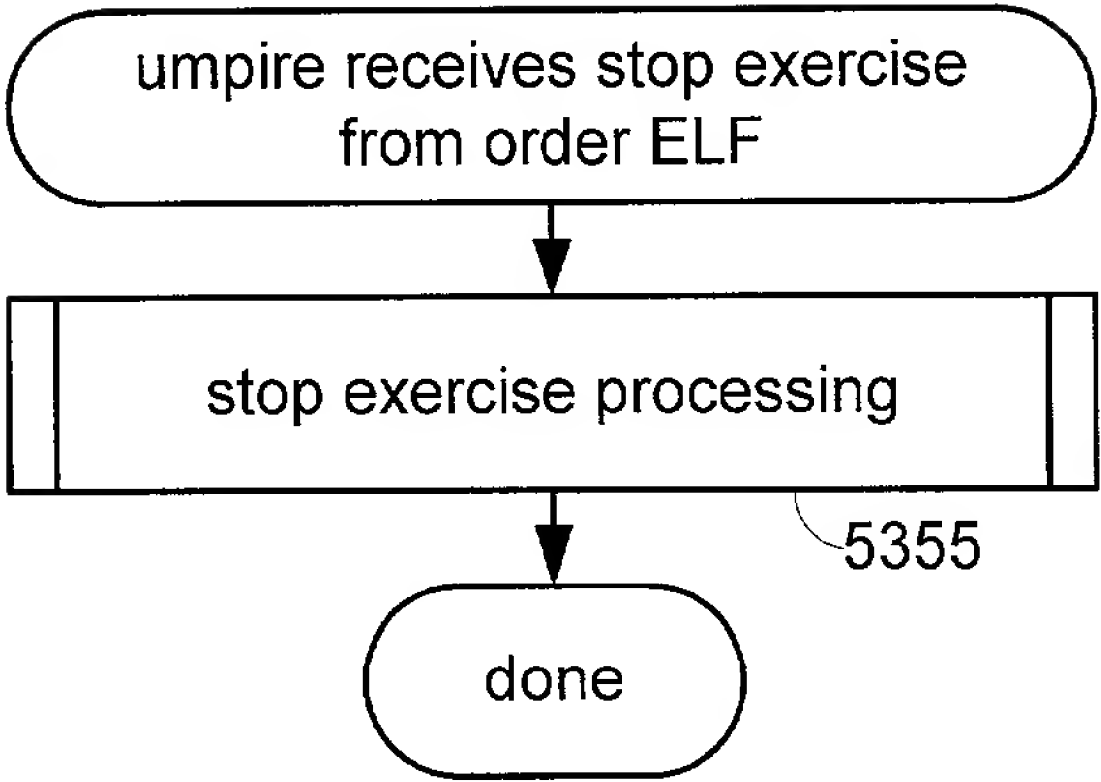 umpire receives stop exercise
from order ELF
stop exercise processing
5355
done